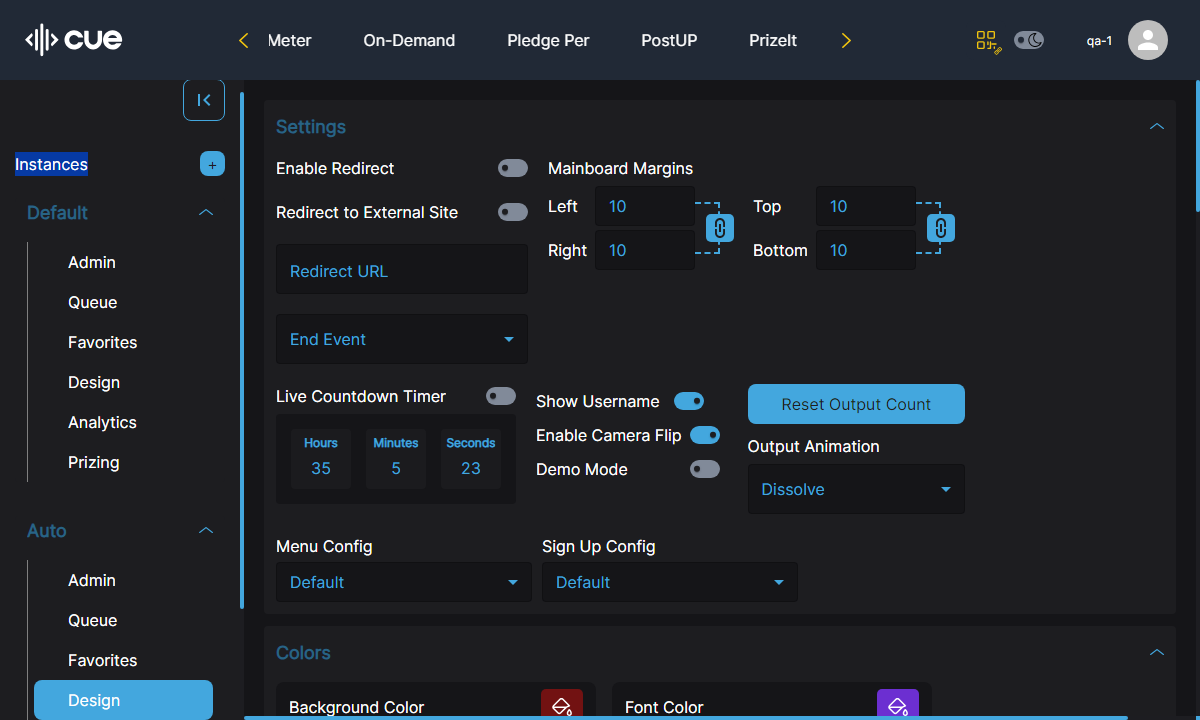 cue
Meter On-Demand Pledge Per PostUP PrizeIt
qa-1
Instances
+
Default
Admin
Queue
Favorites
Design
Analytics
Prizing
Auto
Admin
Queue
Favorites
Design
Settings
Enable Redirect
Redirect to External Site
Redirect URL
End Event
Mainboard Margins
Left 10
Right 10
Top 10
Bottom 10
Live Countdown Timer
Hours Minutes Seconds
35 5 23
Show Username
Enable Camera Flip
Demo Mode
Reset Output Count
Output Animation
Dissolve
Menu Config
Default
Sign Up Config
Default
Colors
Background Color
Font Color